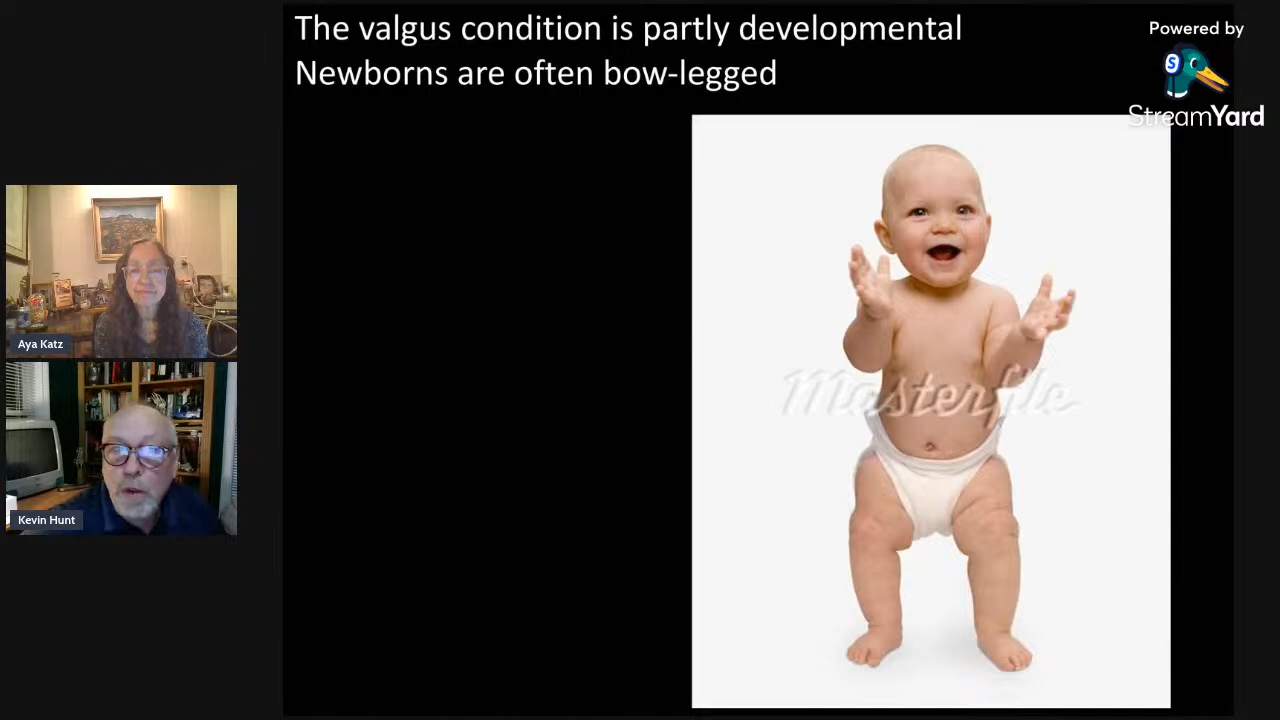 The valgus condition is partly developmental
Newborns are often bow-legged
Powered by
StreamYard
Aya Katz
Masterfile
Kevin Hunt